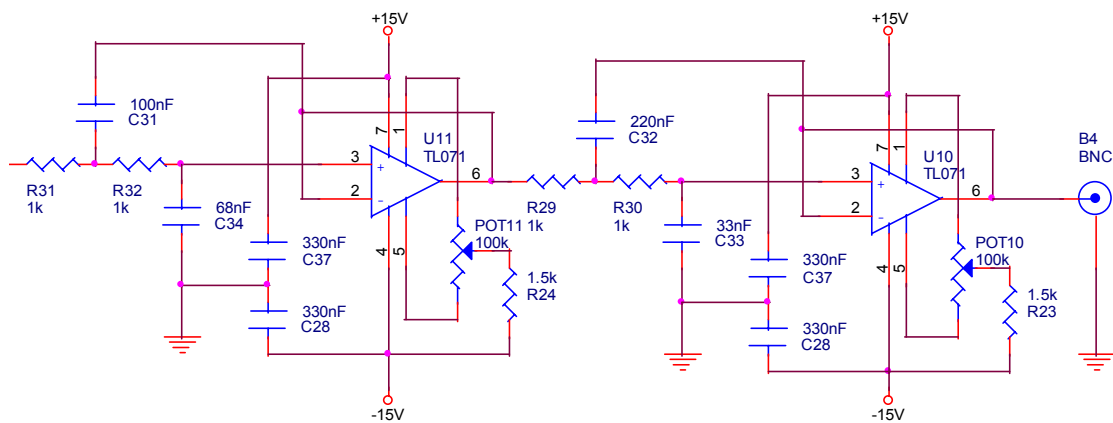 +15V
+15V
100nF
C31
220nF
C32
7
1
U11
TL071
7
1
U10
TL071
B4
BNC
3
+
6
3
+
6
R31
1k
R32
1k
2
-
R29
1k
R30
1k
2
-
68nF
C34
POT11
100k
33nF
C33
POT10
100k
330nF
C37
4
5
330nF
C37
4
5
1.5k
R24
1.5k
R23
330nF
C28
330nF
C28
-15V
-15V